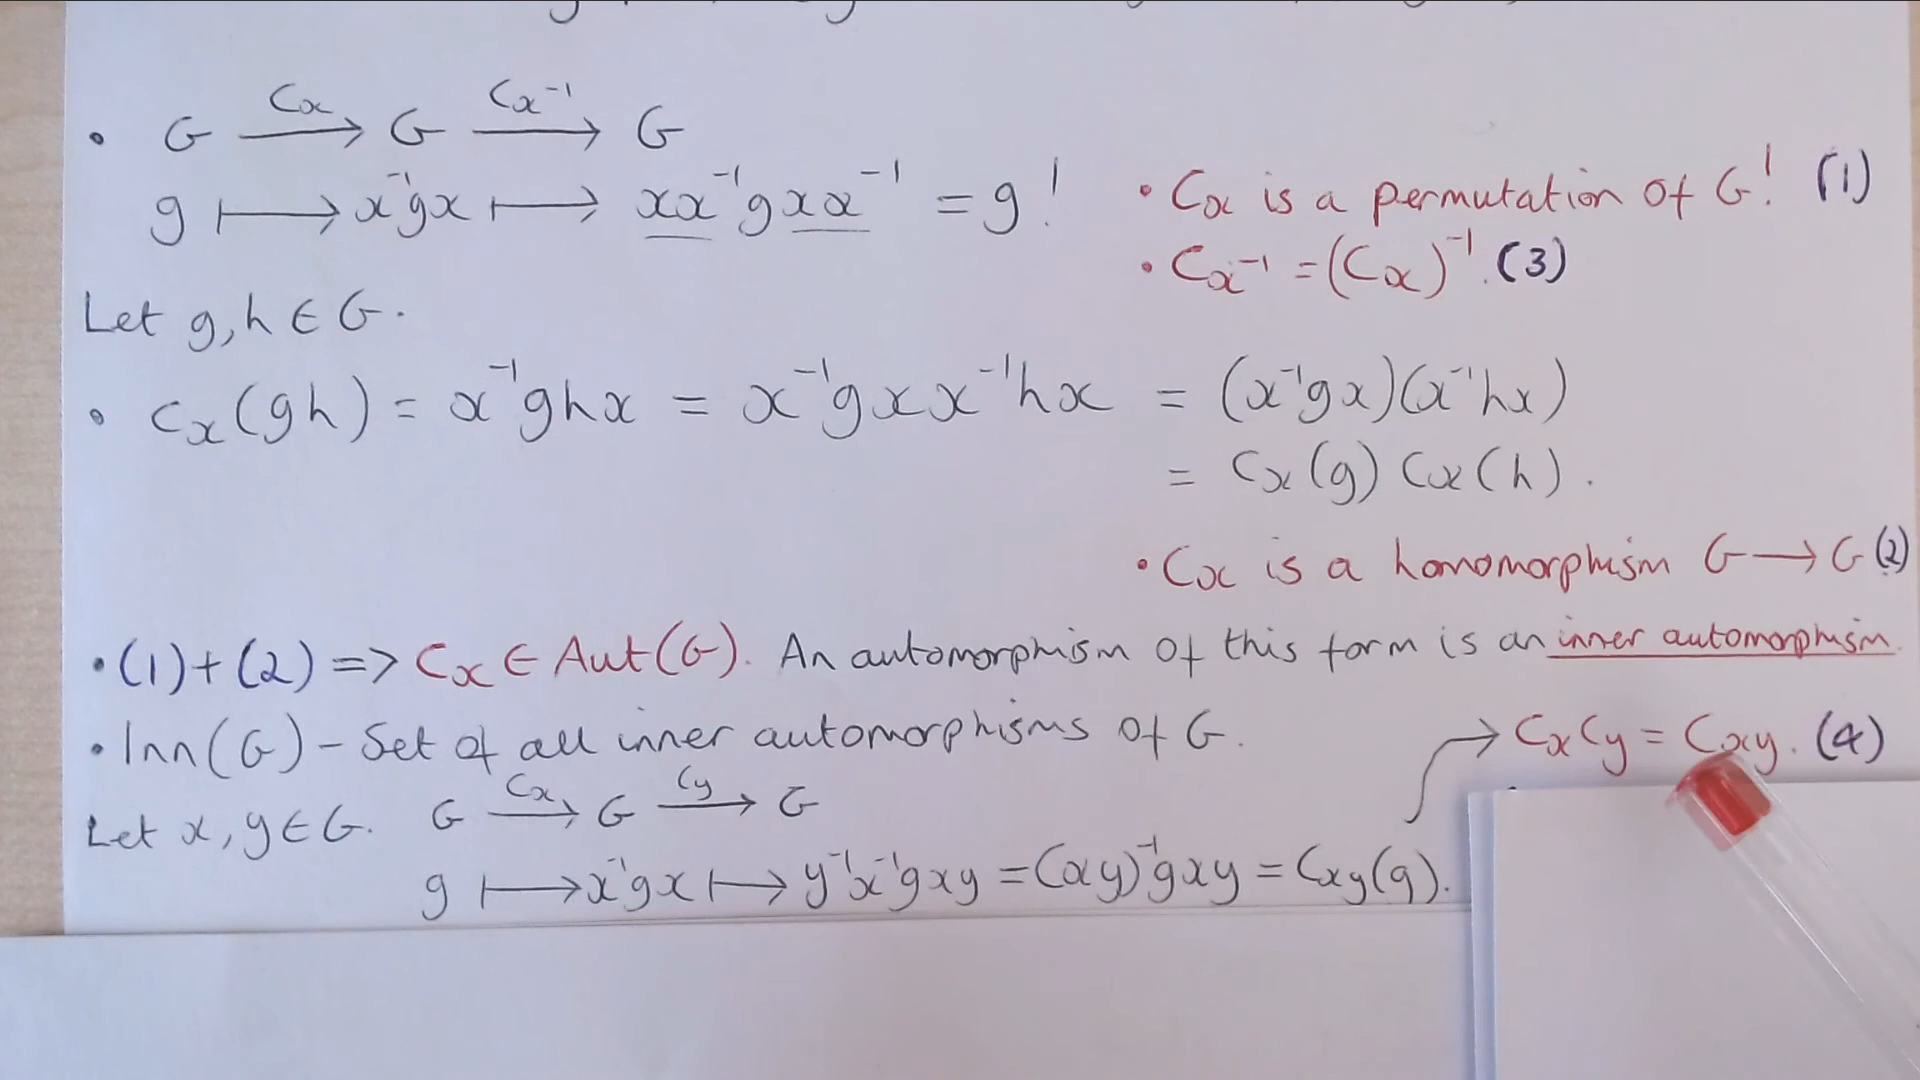 • G --Cx--> G --Cx⁻¹--> G
g ⟼ x⁻¹gx ⟼ xx⁻¹gxx⁻¹ = g!
• Cx is a permutation of G! (1)
• Cx⁻¹ = (Cx)⁻¹. (3)
Let g, h ∈ G.
• Cx(gh) = x⁻¹ghx = x⁻¹gxx⁻¹hx = (x⁻¹gx)(x⁻¹hx)
= Cx(g) Cx(h).
• Cx is a homomorphism G → G (2)
• (1) + (2) => Cx ∈ Aut(G). An automorphism of this form is an inner automorphism.
• Inn(G) - Set of all inner automorphisms of G.
→ CxCy = Cxy. (4)
Let x, y ∈ G. G --Cx--> G --Cy--> G
g ⟼ x⁻¹gx ⟼ y⁻¹x⁻¹gxy = (xy)⁻¹gxy = Cxy(g).